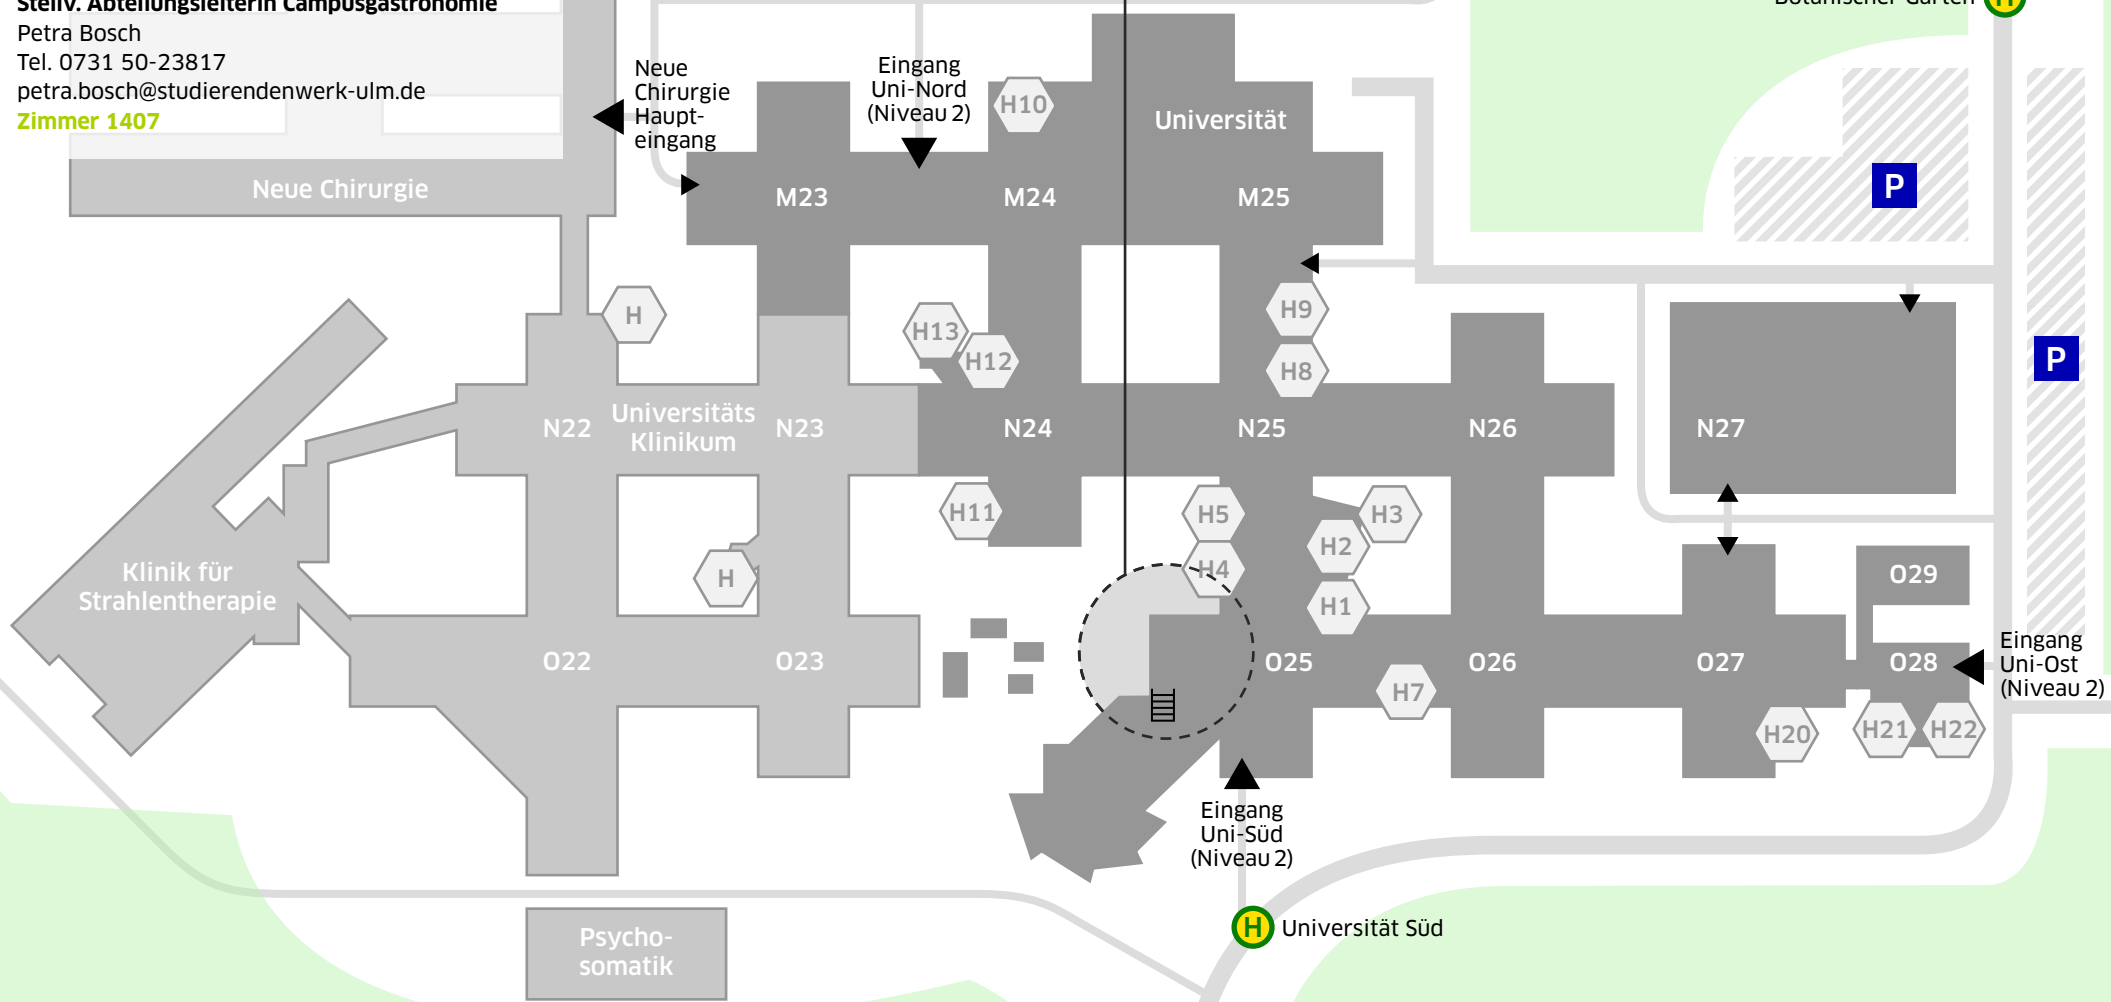 Stellv. Abteilungsleiterin Campusgastronomie
Petra Bosch
Tel. 0731 50-23817
petra.bosch@studierendenwerk-ulm.de
Zimmer 1407
Botanischer Garten
H
Neue
Chirurgie
Haupt-
eingang
Eingang
Uni-Nord
(Niveau 2)
H10
Universität
P
Neue Chirurgie
M23
M24
M25
H
H13
H12
H9
H8
P
N22
Universitäts
Klinikum
N23
N24
N25
N26
N27
H11
H5
H4
H3
H2
H1
Klinik für
Strahlentherapie
H
O29
O22
O23
O25
O26
O27
O28
Eingang
Uni-Ost
(Niveau 2)
H7
H20
H21
H22
Eingang
Uni-Süd
(Niveau 2)
H
Universität Süd
Psycho-
somatik